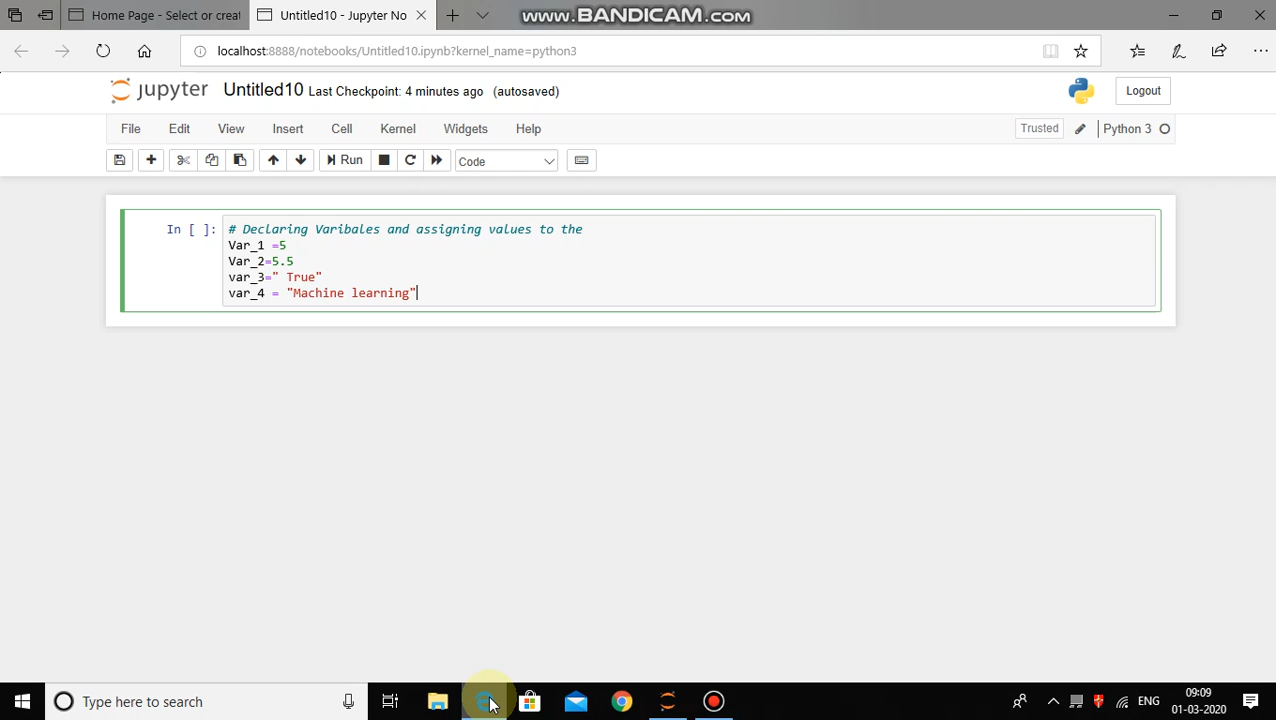 www.BANDICAM.com
Home Page - Select or creat
Untitled10 - Jupyter No
localhost:8888/notebooks/Untitled10.ipynb?kernel_name=python3
jupyter Untitled10 Last Checkpoint: 4 minutes ago (autosaved)
Logout
File Edit View Insert Cell Kernel Widgets Help
Trusted
Python 3
Run
Code
In [ ]: # Declaring Varibales and assigning values to the
Var_1 =5
Var_2=5.5
var_3=" True"
var_4 = "Machine learning"
Type here to search
ENG
09:09
01-03-2020